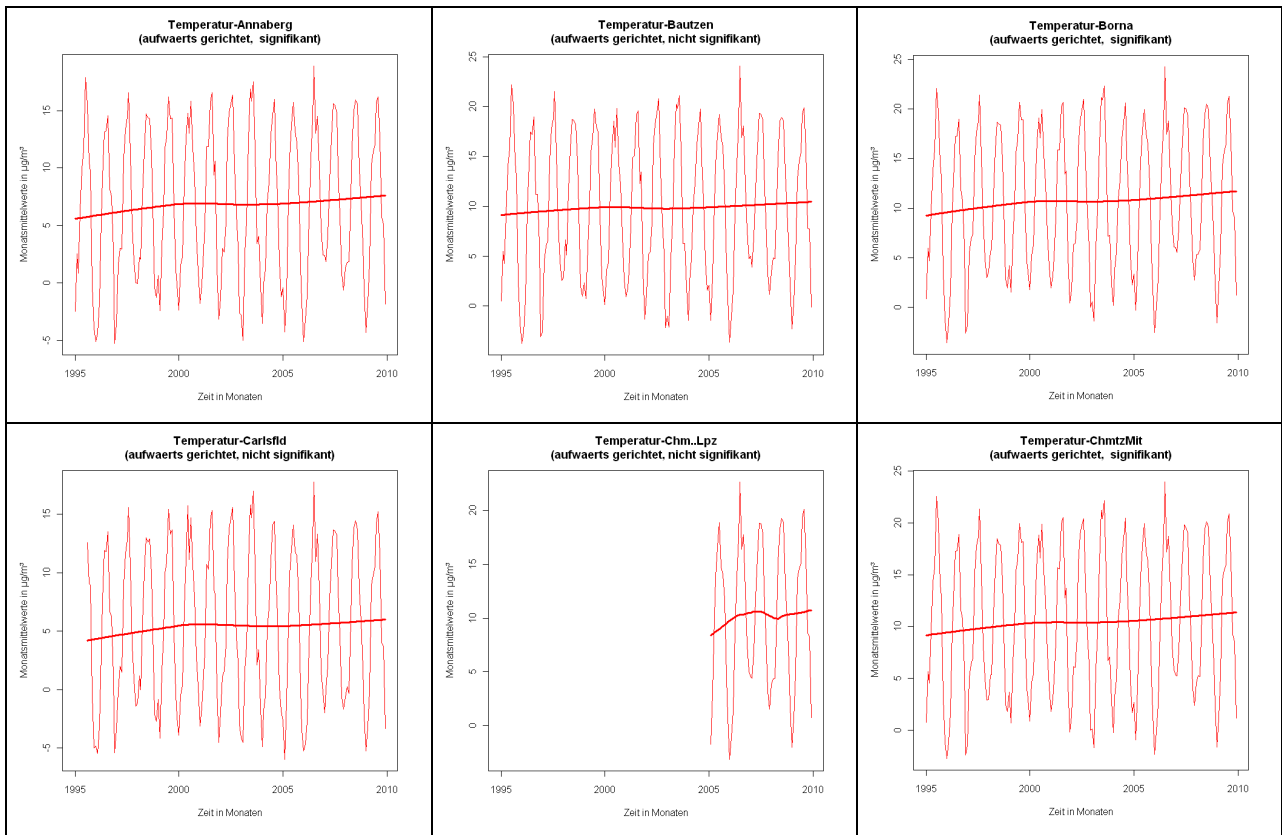 Temperatur-Annaberg
(aufwaerts gerichtet,  signifikant)
Monatsmittelwerte in µg/m³
15
10
5
0
-5
1995
2000
2005
2010
Zeit in Monaten
Temperatur-Bautzen
(aufwaerts gerichtet, nicht signifikant)
Monatsmittelwerte in µg/m³
25
20
15
10
5
0
1995
2000
2005
2010
Zeit in Monaten
Temperatur-Borna
(aufwaerts gerichtet,  signifikant)
Monatsmittelwerte in µg/m³
25
20
15
10
5
0
1995
2000
2005
2010
Zeit in Monaten
Temperatur-Carlsfld
(aufwaerts gerichtet, nicht signifikant)
Monatsmittelwerte in µg/m³
15
10
5
0
-5
1995
2000
2005
2010
Zeit in Monaten
Temperatur-Chm..Lpz
(aufwaerts gerichtet, nicht signifikant)
Monatsmittelwerte in µg/m³
20
15
10
5
0
1995
2000
2005
2010
Zeit in Monaten
Temperatur-ChmtzMit
(aufwaerts gerichtet,  signifikant)
Monatsmittelwerte in µg/m³
25
20
15
10
5
0
1995
2000
2005
2010
Zeit in Monaten